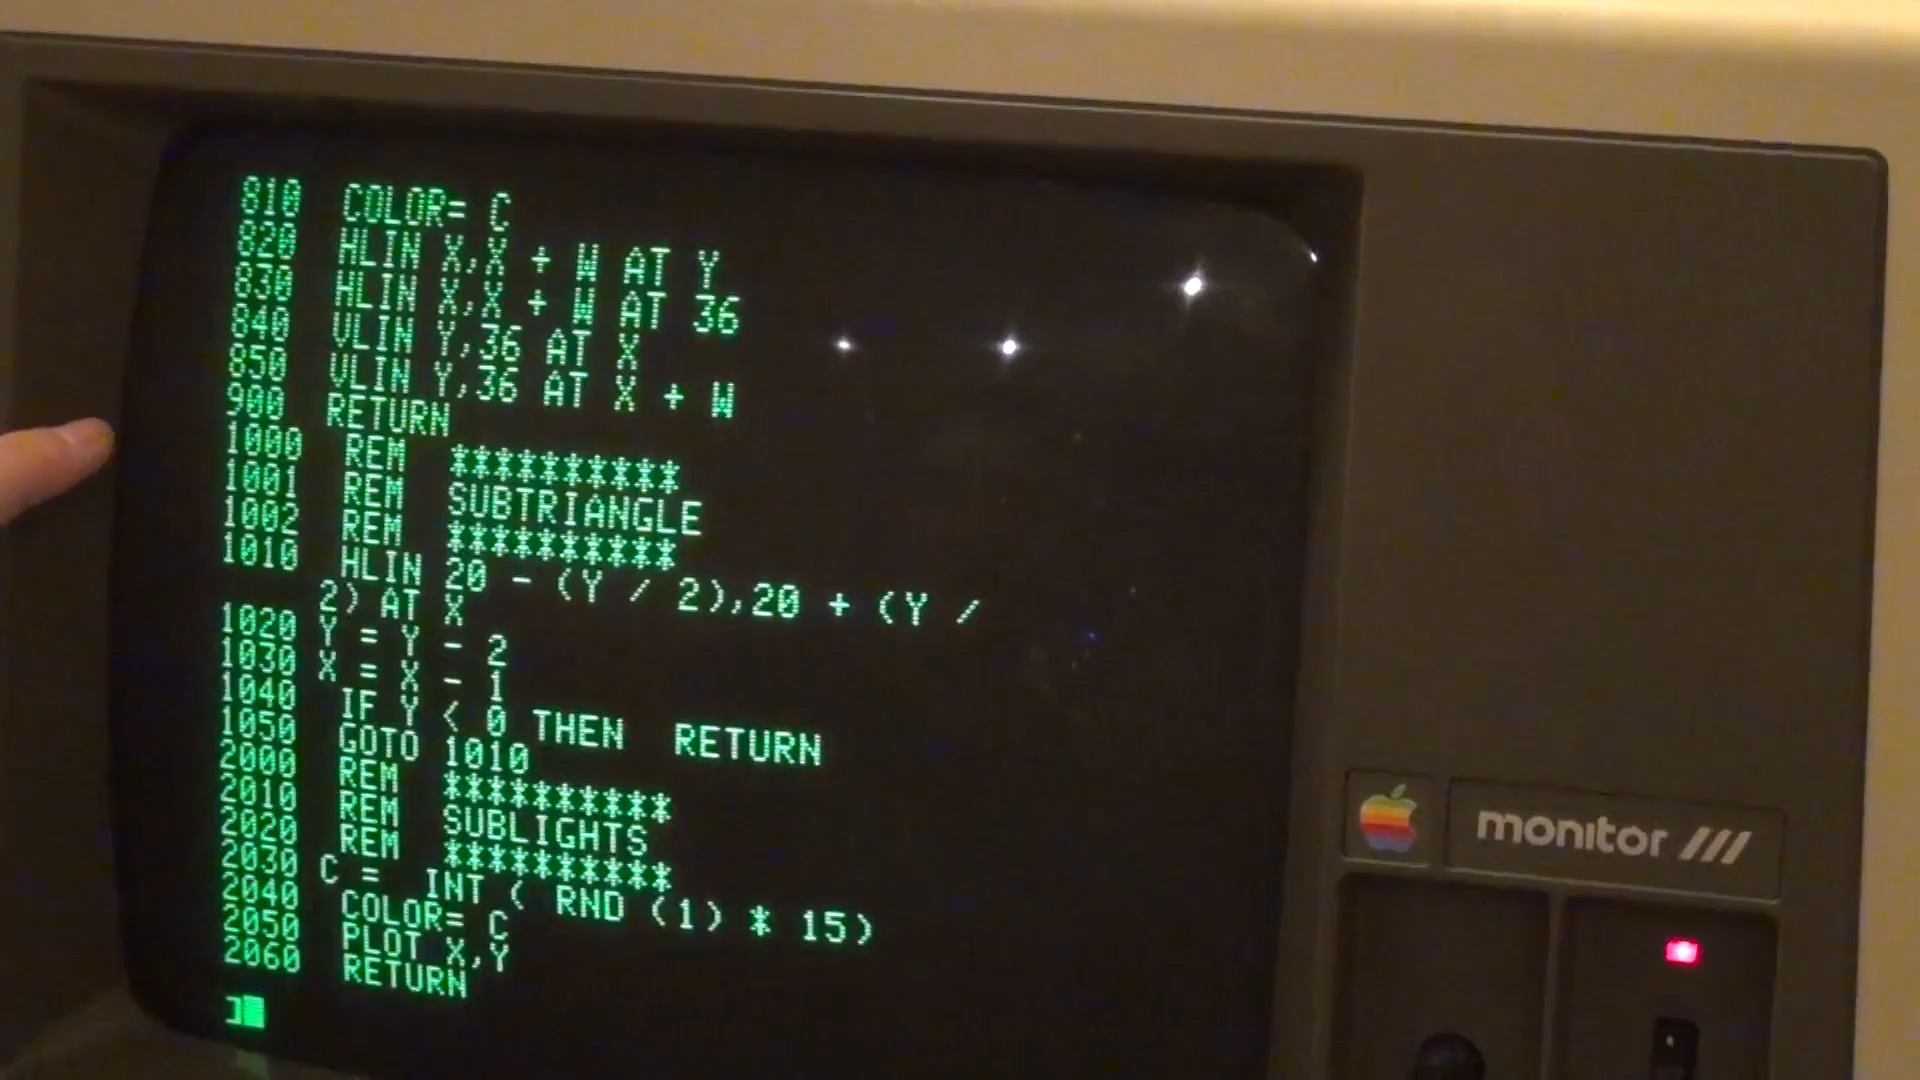 810  COLOR= C
820  HLIN X,X + W AT Y
830  HLIN X,X + W AT 36
840  VLIN Y,36 AT X
850  VLIN Y,36 AT X + W
900  RETURN
1000  REM  **********
1001  REM  SUBTRIANGLE
1002  REM  **********
1010  HLIN 20 - (Y / 2),20 + (Y /
2) AT X
1020 Y = Y - 2
1030 X = X - 1
1040  IF Y < 0 THEN  RETURN
1050  GOTO 1010
2000  REM  **********
2010  REM  SUBLIGHTS
2020  REM  **********
2030 C =  INT ( RND (1) * 15)
2040  COLOR= C
2050  PLOT X,Y
2060  RETURN
]
monitor ///